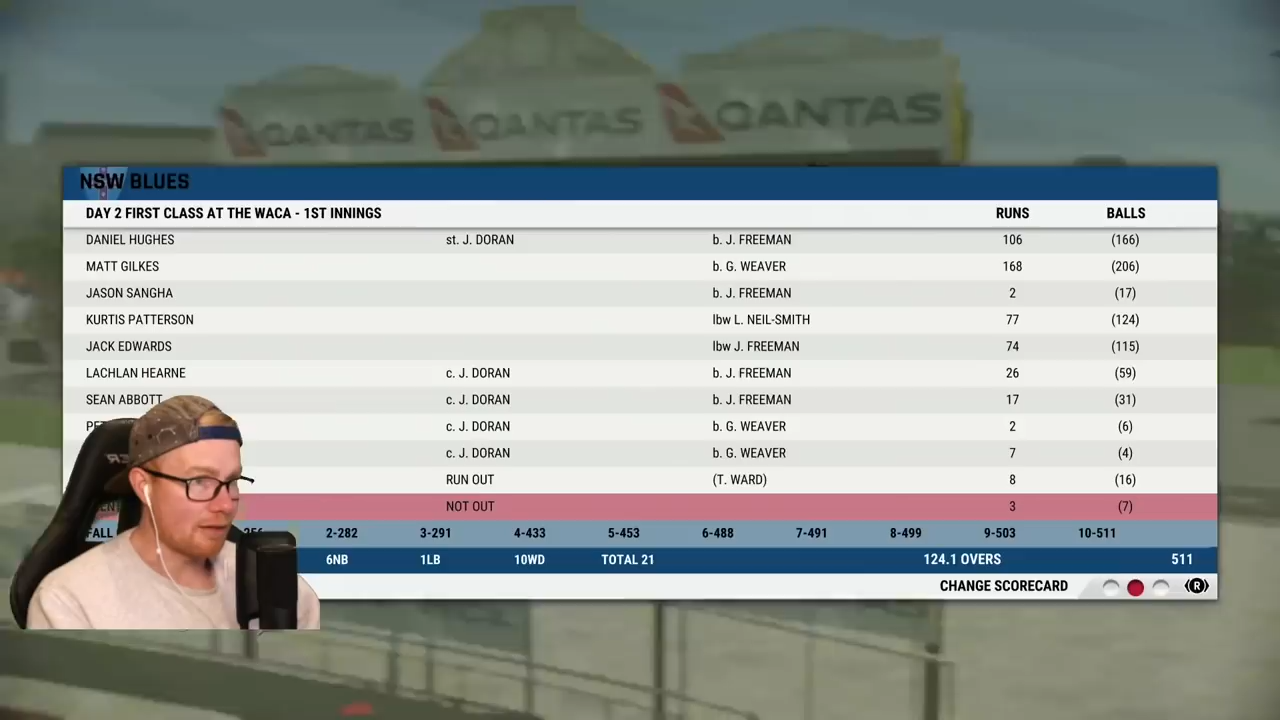 QANTAS QANTAS QANTAS
NSW BLUES
DAY 2 FIRST CLASS AT THE WACA - 1ST INNINGS RUNS BALLS
DANIEL HUGHES st. J. DORAN b. J. FREEMAN 106 (166)
MATT GILKES b. G. WEAVER 168 (206)
JASON SANGHA b. J. FREEMAN 2 (17)
KURTIS PATTERSON lbw L. NEIL-SMITH 77 (124)
JACK EDWARDS lbw J. FREEMAN 74 (115)
LACHLAN HEARNE c. J. DORAN b. J. FREEMAN 26 (59)
SEAN ABBOTT c. J. DORAN b. J. FREEMAN 17 (31)
c. J. DORAN b. G. WEAVER 2 (6)
c. J. DORAN b. G. WEAVER 7 (4)
RUN OUT (T. WARD) 8 (16)
NOT OUT 3 (7)
FALL 2-282 3-291 4-433 5-453 6-488 7-491 8-499 9-503 10-511
6NB 1LB 10WD TOTAL 21 124.1 OVERS 511
CHANGE SCORECARD R